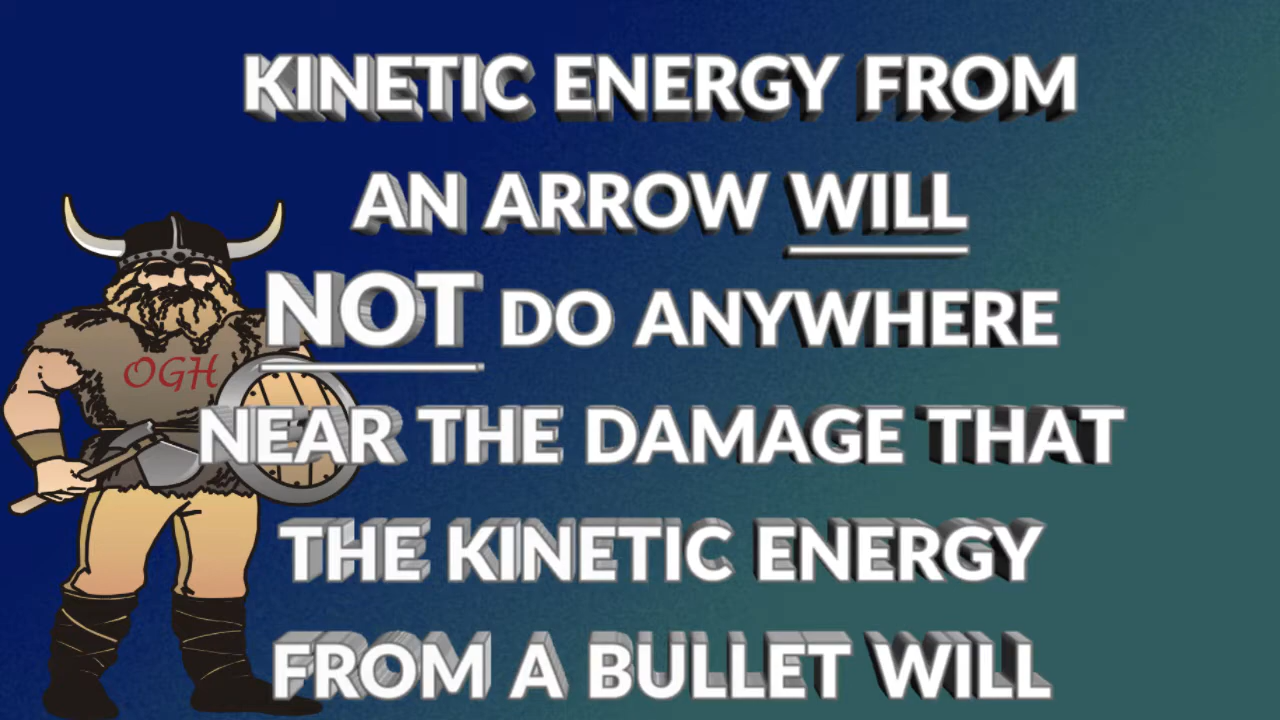 KINETIC ENERGY FROM
AN ARROW WILL
NOT DO ANYWHERE
OGH
NEAR THE DAMAGE THAT
THE KINETIC ENERGY
FROM A BULLET WILL